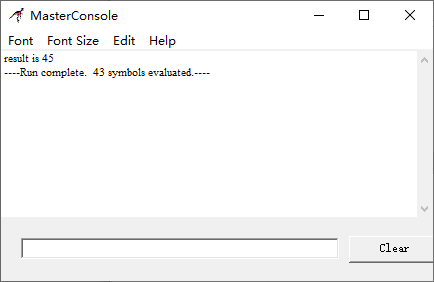 MasterConsole
Font Font Size Edit Help
result is 45
----Run complete.  43 symbols evaluated.----
Clear